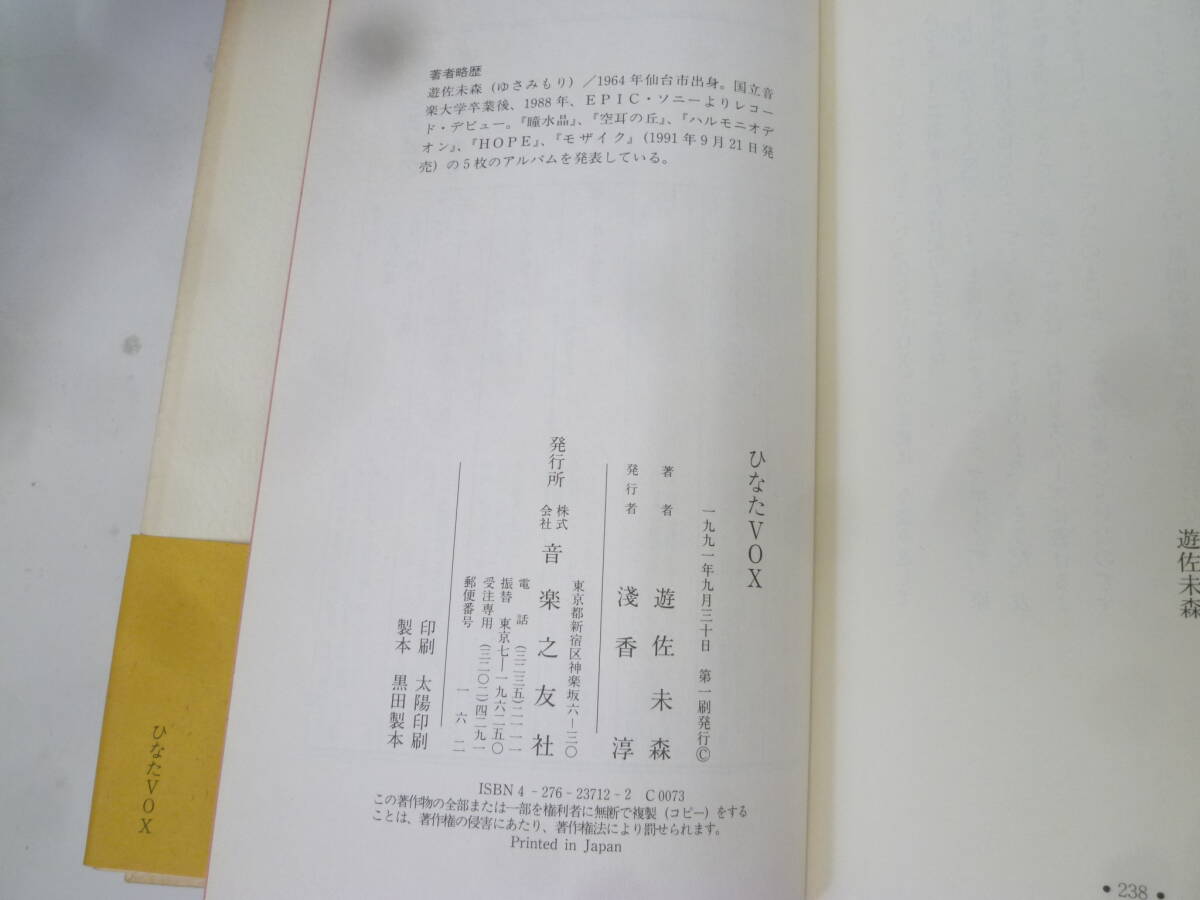 著者略歴
遊佐未森（ゆさみもり）／1964年仙台市出身。国立音
楽大学卒業後、1988年、EPIC・ソニーよりレコー
ド・デビュー。『瞳水晶』、『空耳の丘』、『ハルモニオデ
オン』、『HOPE』、『モザイク』（1991年9月21日発
売）の5枚のアルバムを発表している。
ひなたVOX
一九九一年九月三十日　第一刷発行©
著者　遊佐未森
発行者　淺香淳
発行所　株式会社　音楽之友社
東京都新宿区神楽坂六―三〇
電話　（三二三五）二一一一
振替　東京七―一九六二五〇
受注専用　（三二〇二）四二九一
郵便番号　一六二
印刷　太陽印刷
製本　黒田製本
ISBN4-276-23712-2　C0073
この著作物の全部または一部を権利者に無断で複製（コピー）をする
ことは、著作権の侵害にあたり、著作権法により罰せられます。
Printed in Japan
ひなたVOX
遊佐未森
• 238 •